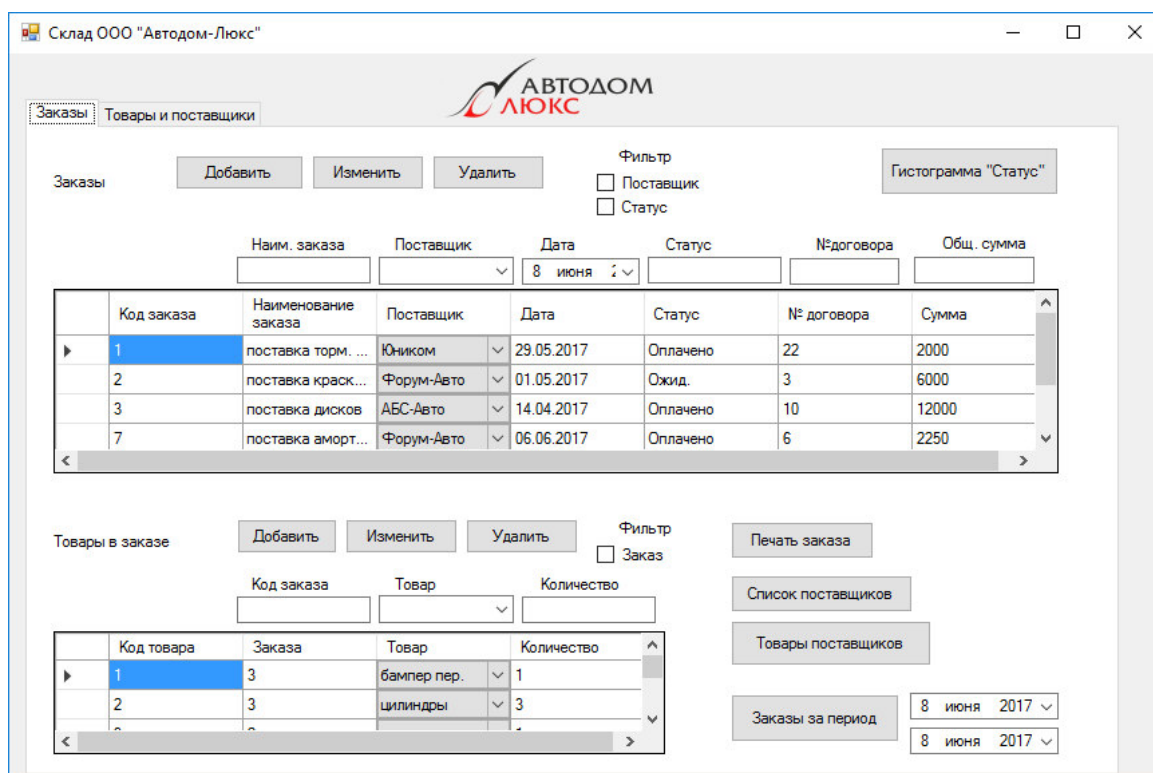 Склад ООО "Автодом-Люкс"
АВТОДОМ
ЛЮКС
Заказы Товары и поставщики
Заказы Добавить Изменить Удалить Фильтр Гистограмма "Статус"
Поставщик
Статус
Наим. заказа Поставщик Дата Статус №договора Общ. сумма
8 июня
Код заказа Наименование заказа Поставщик Дата Статус № договора Сумма
1 поставка торм. ... Юником 29.05.2017 Оплачено 22 2000
2 поставка краск... Форум-Авто 01.05.2017 Ожид. 3 6000
3 поставка дисков АБС-Авто 14.04.2017 Оплачено 10 12000
7 поставка аморт... Форум-Авто 06.06.2017 Оплачено 6 2250
Товары в заказе Добавить Изменить Удалить Фильтр Печать заказа
Заказ
Код заказа Товар Количество Список поставщиков
Код товара Заказа Товар Количество Товары поставщиков
1 3 бампер пер. 1
2 3 цилиндры 3
Заказы за период 8 июня 2017
8 июня 2017